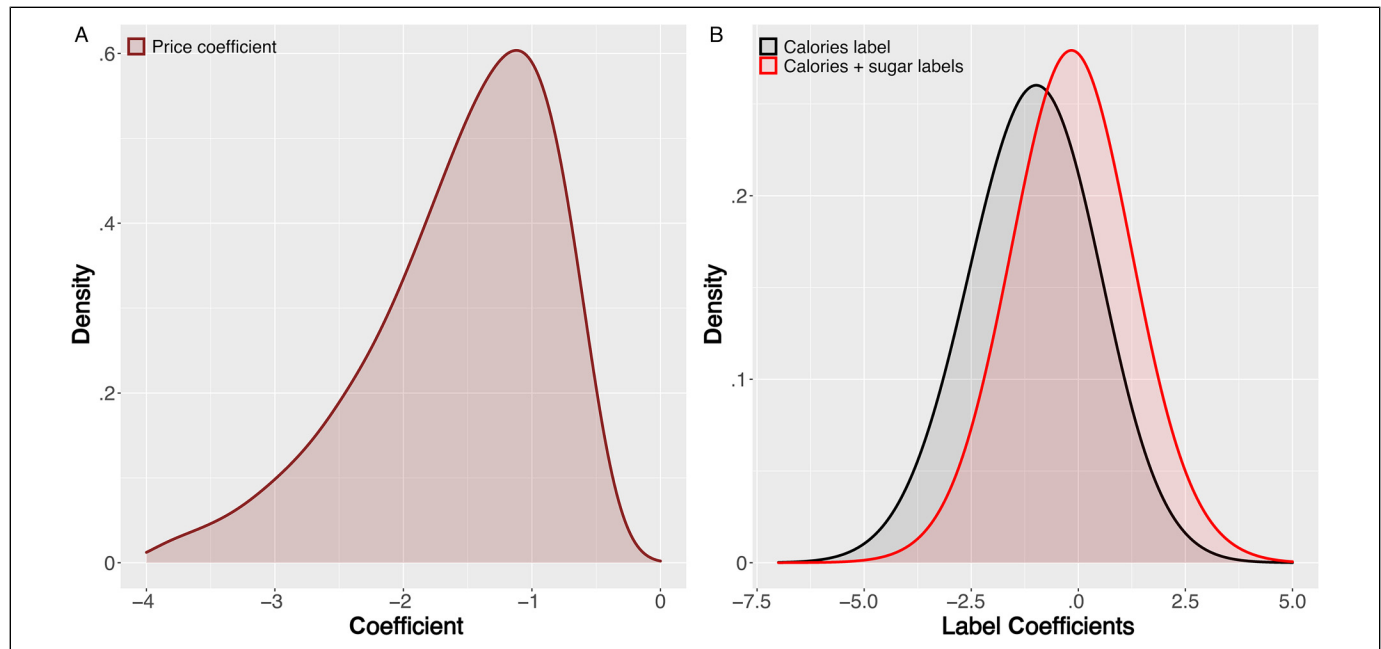 A
Price coefficient
.6
.4
.2
0
Density
−4
−3
−2
−1
0
Coefficient
B
Calories label
Calories + sugar labels
.2
.1
0
Density
−7.5
−5.0
−2.5
.0
2.5
5.0
Label Coefficients